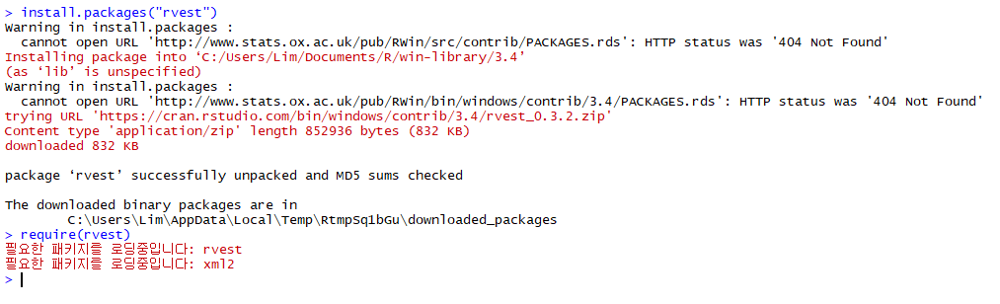 > install.packages("rvest")
Warning in install.packages :
  cannot open URL 'http://www.stats.ox.ac.uk/pub/RWin/src/contrib/PACKAGES.rds': HTTP status was '404 Not Found'
Installing package into ‘C:/Users/Lim/Documents/R/win-library/3.4’
(as ‘lib’ is unspecified)
Warning in install.packages :
  cannot open URL 'http://www.stats.ox.ac.uk/pub/RWin/bin/windows/contrib/3.4/PACKAGES.rds': HTTP status was '404 Not Found'
trying URL 'https://cran.rstudio.com/bin/windows/contrib/3.4/rvest_0.3.2.zip'
Content type 'application/zip' length 852936 bytes (832 KB)
downloaded 832 KB
package ‘rvest’ successfully unpacked and MD5 sums checked
The downloaded binary packages are in
        C:\Users\Lim\AppData\Local\Temp\RtmpSq1bGu\downloaded_packages
> require(rvest)
필요한 패키지를 로딩중입니다: rvest
필요한 패키지를 로딩중입니다: xml2
>